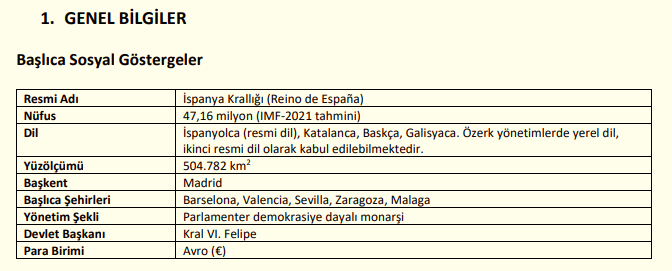 1. GENEL BİLGİLER
Başlıca Sosyal Göstergeler
Resmi Adı İspanya Krallığı (Reino de España)
Nüfus 47,16 milyon (IMF-2021 tahmini)
Dil İspanyolca (resmi dil), Katalanca, Baskça, Galisyaca. Özerk yönetimlerde yerel dil,
ikinci resmi dil olarak kabul edilebilmektedir.
Yüzölçümü 504.782 km²
Başkent Madrid
Başlıca Şehirleri Barselona, Valencia, Sevilla, Zaragoza, Malaga
Yönetim Şekli Parlamenter demokrasiye dayalı monarşi
Devlet Başkanı Kral VI. Felipe
Para Birimi Avro (€)